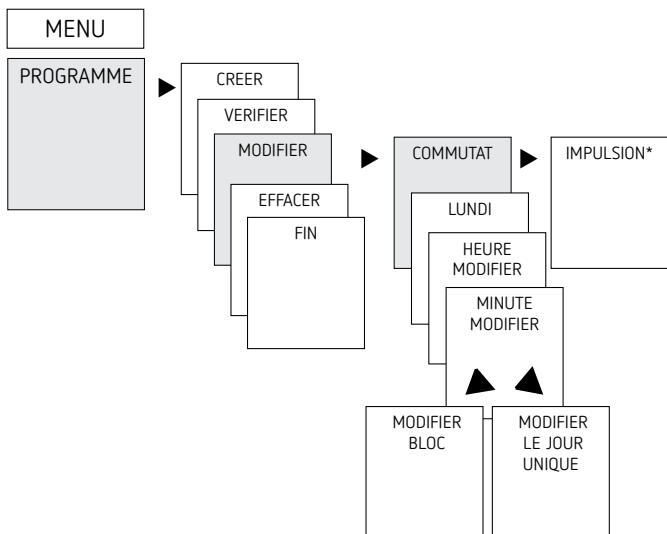 MENU
PROGRAMME
CREER
VERIFIER
MODIFIER
EFFACER
FIN
COMMUTAT
LUNDI
HEURE
MODIFIER
MINUTE
MODIFIER
MODIFIER
BLOC
MODIFIER
LE JOUR
UNIQUE
IMPULSION*